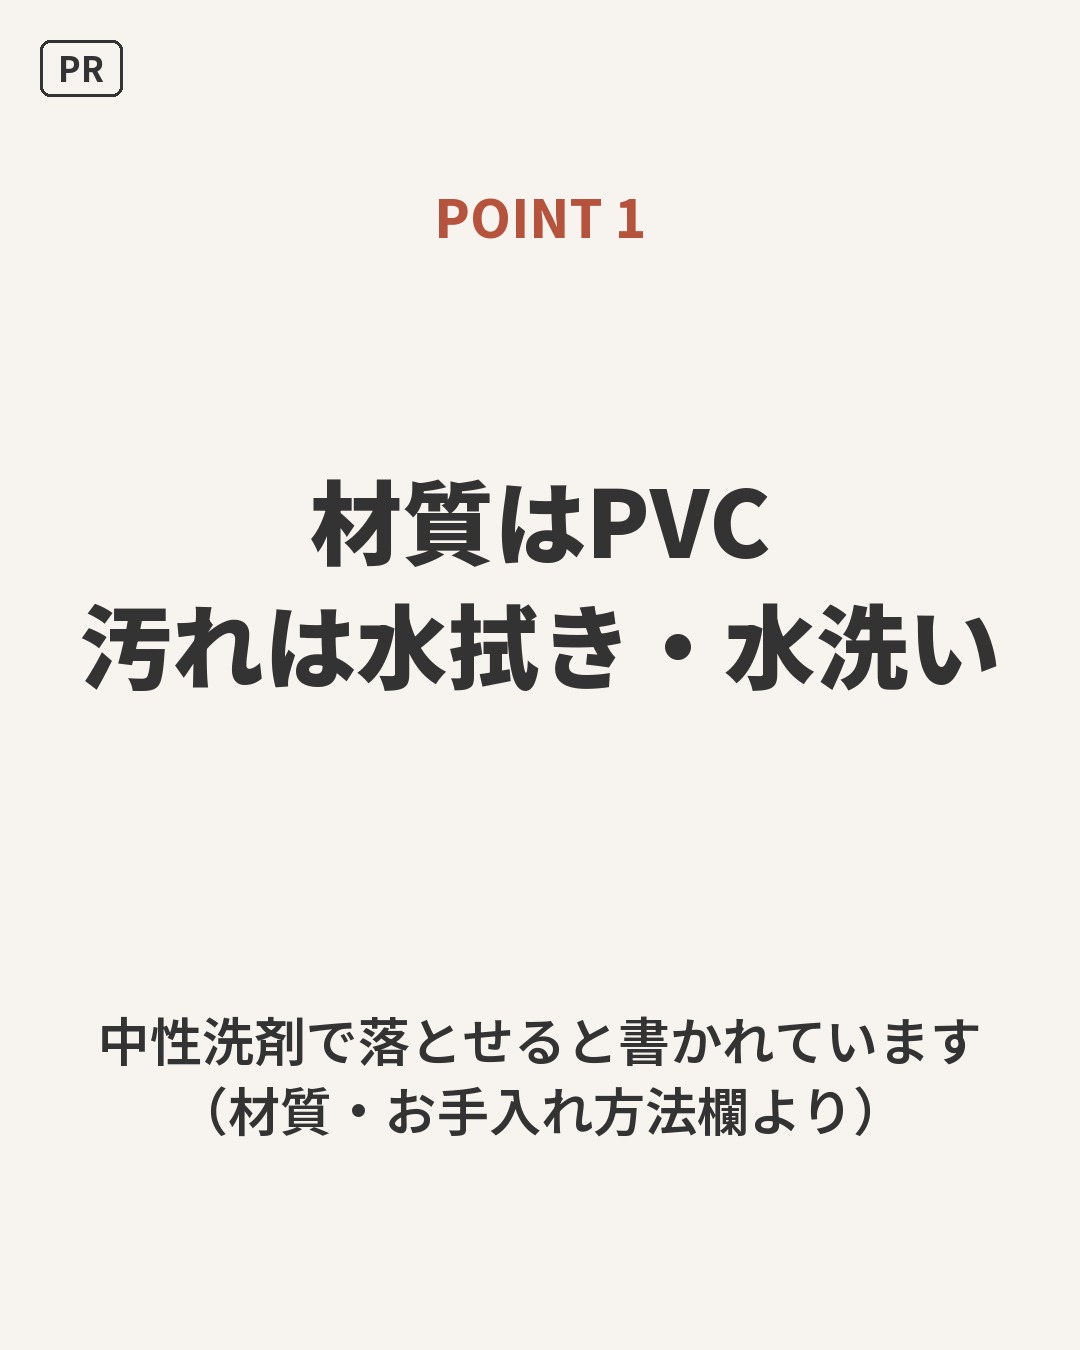 PR
POINT 1
材質はPVC
汚れは水拭き・水洗い
中性洗剤で落とせると書かれています
（材質・お手入れ方法欄より）